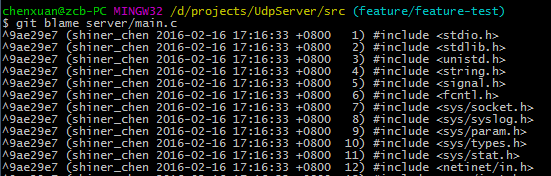 chenxuan@zcb-PC MINGW32 /d/projects/UdpServer/src (feature/feature-test)
$ git blame server/main.c
^9ae29e7 (shiner_chen 2016-02-16 17:16:33 +0800   1) #include <stdio.h>
^9ae29e7 (shiner_chen 2016-02-16 17:16:33 +0800   2) #include <stdlib.h>
^9ae29e7 (shiner_chen 2016-02-16 17:16:33 +0800   3) #include <unistd.h>
^9ae29e7 (shiner_chen 2016-02-16 17:16:33 +0800   4) #include <string.h>
^9ae29e7 (shiner_chen 2016-02-16 17:16:33 +0800   5) #include <signal.h>
^9ae29e7 (shiner_chen 2016-02-16 17:16:33 +0800   6) #include <fcntl.h>
^9ae29e7 (shiner_chen 2016-02-16 17:16:33 +0800   7) #include <sys/socket.h>
^9ae29e7 (shiner_chen 2016-02-16 17:16:33 +0800   8) #include <sys/syslog.h>
^9ae29e7 (shiner_chen 2016-02-16 17:16:33 +0800   9) #include <sys/param.h>
^9ae29e7 (shiner_chen 2016-02-16 17:16:33 +0800  10) #include <sys/types.h>
^9ae29e7 (shiner_chen 2016-02-16 17:16:33 +0800  11) #include <sys/stat.h>
^9ae29e7 (shiner_chen 2016-02-16 17:16:33 +0800  12) #include <netinet/in.h>